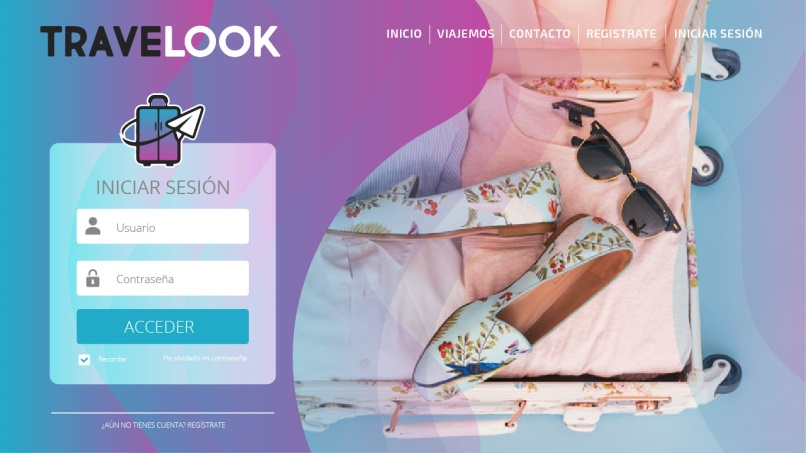 TRAVELOOK
INICIO VIAJEMOS CONTACTO REGISTRATE INICIAR SESIÓN
INICIAR SESIÓN
Usuario
Contraseña
ACCEDER
Recordar He olvidado mi contraseña
¿AÚN NO TIENES CUENTA? REGÍSTRATE